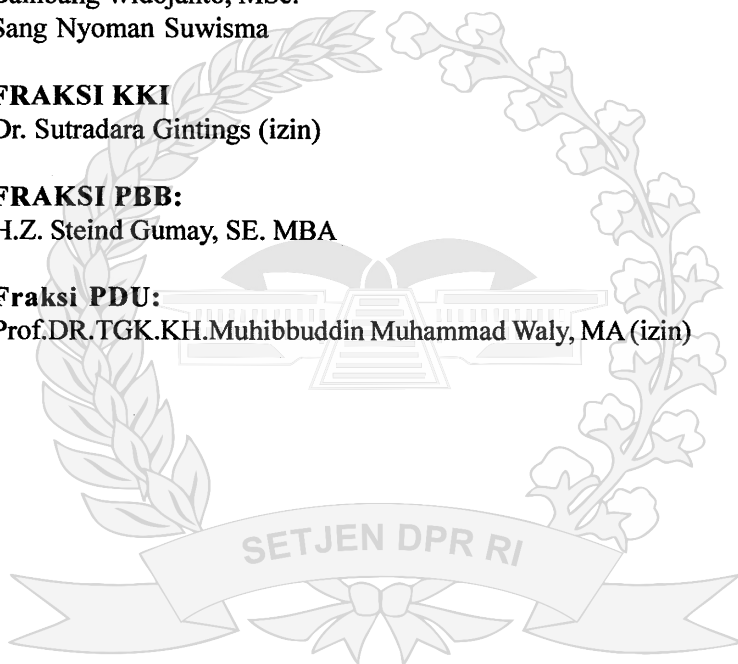 Sang Nyoman Suwisma
FRAKSI KKI
Dr. Sutradara Gintings (izin)
FRAKSI PBB:
H.Z. Steind Gumay, SE. MBA
Fraksi PDU:
Prof.DR.TGK.KH.Muhibbuddin Muhammad Waly, MA (izin)
SETJEN DPR RI